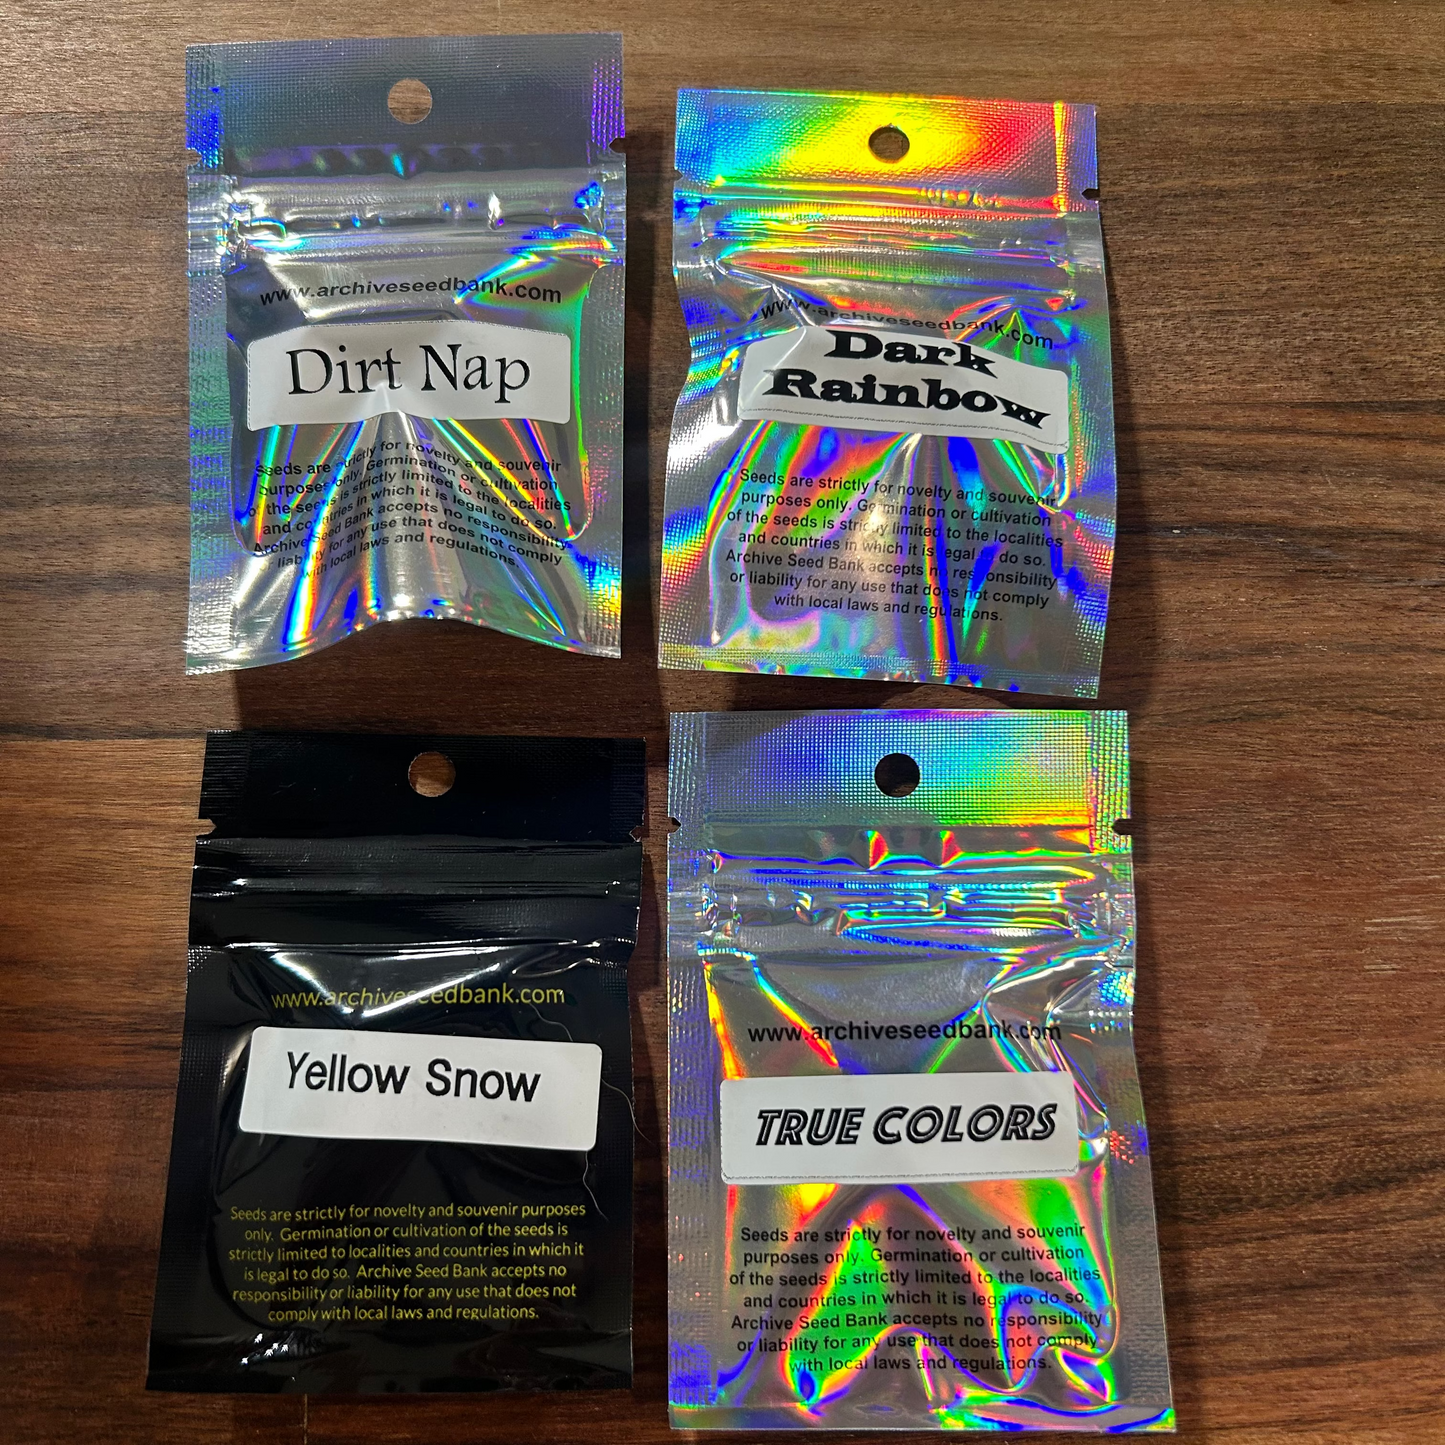 www.archiveseedbank.com
Dirt Nap
Seeds are strictly for novelty and souvenir
purposes only. Germination or cultivation
of the seeds is strictly limited to the localities
and countries in which it is legal to do so.
Archive Seed Bank accepts no responsibility
liability for any use that does not comply
with local laws and regulations.
www.archiveseedbank.com
Dark
Rainbow
Seeds are strictly for novelty and souvenir
purposes only. Germination or cultivation
of the seeds is strictly limited to the localities
and countries in which it is legal to do so.
Archive Seed Bank accepts no responsibility
or liability for any use that does not comply
with local laws and regulations.
www.archiveseedbank.com
Yellow Snow
Seeds are strictly for novelty and souvenir purposes
only. Germination or cultivation of the seeds is
strictly limited to localities and countries in which it
is legal to do so. Archive Seed Bank accepts no
responsibility or liability for any use that does not
comply with local laws and regulations.
www.archiveseedbank.com
TRUE COLORS
Seeds are strictly for novelty and souvenir
purposes only. Germination or cultivation
of the seeds is strictly limited to the localities
and countries in which it is legal to do so.
Archive Seed Bank accepts no responsibility
or liability for any use that does not comply
with local laws and regulations.